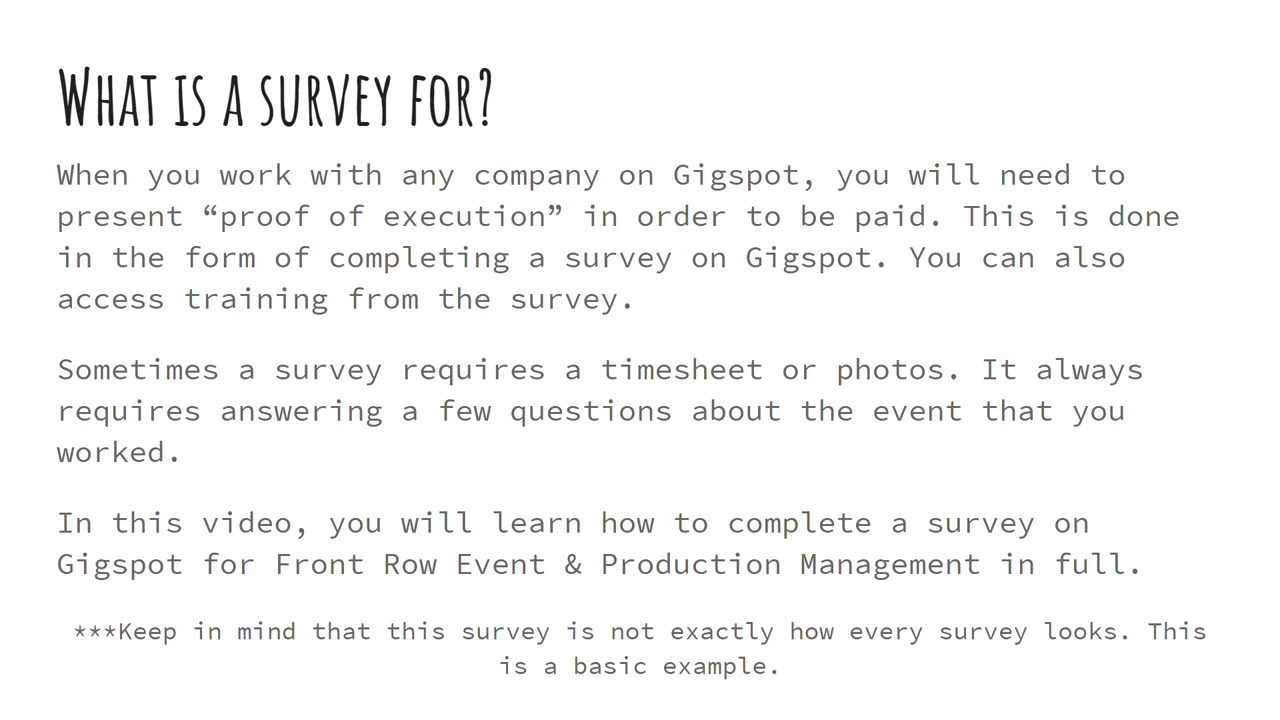 What is a survey for?
When you work with any company on Gigspot, you will need to
present “proof of execution” in order to be paid. This is done
in the form of completing a survey on Gigspot. You can also
access training from the survey.
Sometimes a survey requires a timesheet or photos. It always
requires answering a few questions about the event that you
worked.
In this video, you will learn how to complete a survey on
Gigspot for Front Row Event & Production Management in full.
***Keep in mind that this survey is not exactly how every survey looks. This
is a basic example.